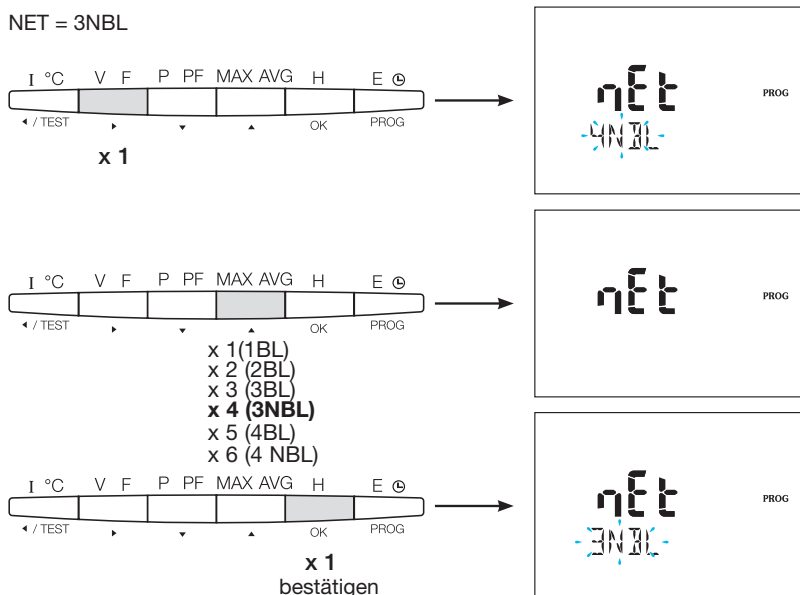 NET = 3NBL
I °C V F P PF MAX AVG H E
/ TEST OK PROG
x 1
nEt
PROG
4NBL
I °C V F P PF MAX AVG H E
/ TEST OK PROG
x 1(1BL)
x 2 (2BL)
x 3 (3BL)
x 4 (3NBL)
x 5 (4BL)
x 6 (4 NBL)
nEt
PROG
I °C V F P PF MAX AVG H E
/ TEST OK PROG
x 1
bestätigen
nEt
PROG
3NBL